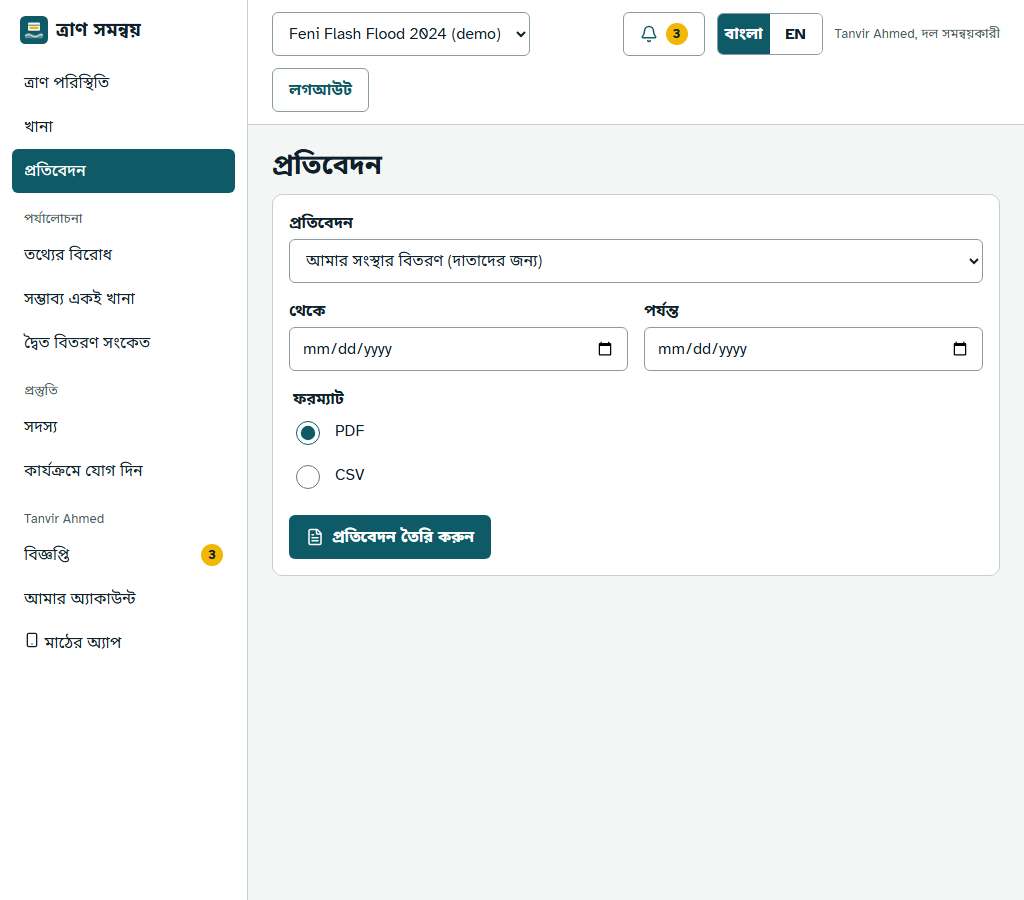 ত্রাণ সমন্বয়
ত্রাণ পরিস্থিতি
খানা
প্রতিবেদন
পর্যালোচনা
তথ্যের বিরোধ
সম্ভাব্য একই খানা
দ্বৈত বিতরণ সংকেত
প্রস্তুতি
সদস্য
কার্যক্রমে যোগ দিন
Tanvir Ahmed
বিজ্ঞপ্তি 3
আমার অ্যাকাউন্ট
মাঠের অ্যাপ
Feni Flash Flood 2024 (demo) 3 বাংলা EN Tanvir Ahmed, দল সমন্বয়কারী
লগআউট
প্রতিবেদন
প্রতিবেদন
আমার সংস্থার বিতরণ (দাতাদের জন্য)
থেকে পর্যন্ত
mm/dd/yyyy mm/dd/yyyy
ফরম্যাট
PDF
CSV
প্রতিবেদন তৈরি করুন